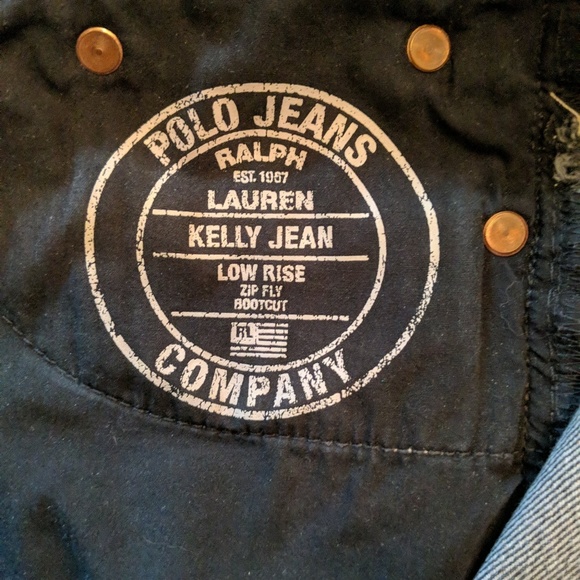 POLO JEANS
RALPH
EST. 1967
LAUREN
KELLY JEAN
LOW RISE
ZIP FLY
BOOTCUT
RL
COMPANY